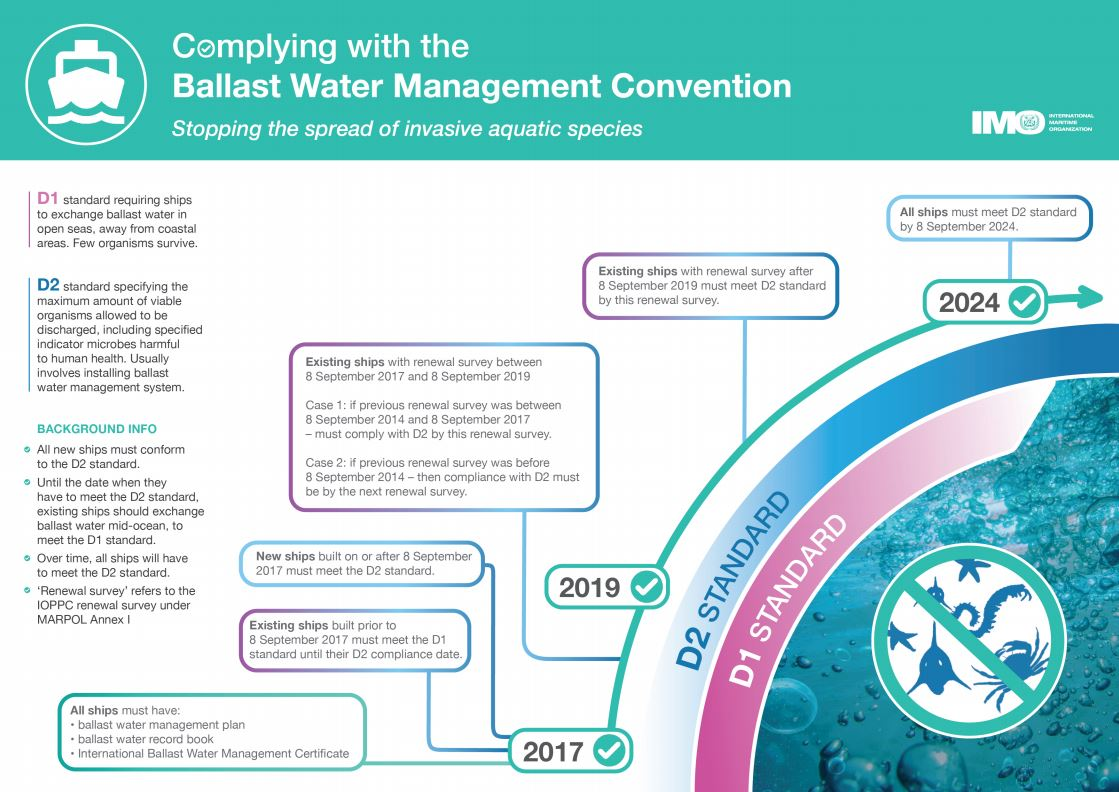 Complying with the
Ballast Water Management Convention
Stopping the spread of invasive aquatic species
IMO
INTERNATIONAL
MARITIME
ORGANIZATION
D1 standard requiring ships
to exchange ballast water in
open seas, away from coastal
areas. Few organisms survive.
D2 standard specifying the
maximum amount of viable
organisms allowed to be
discharged, including specified
indicator microbes harmful
to human health. Usually
involves installing ballast
water management system.
BACKGROUND INFO
All new ships must conform
to the D2 standard.
Until the date when they
have to meet the D2 standard,
existing ships should exchange
ballast water mid-ocean, to
meet the D1 standard.
Over time, all ships will have
to meet the D2 standard.
‘Renewal survey’ refers to the
IOPPC renewal survey under
MARPOL Annex I
All ships must meet D2 standard
by 8 September 2024.
2024
Existing ships with renewal survey after
8 September 2019 must meet D2 standard
by this renewal survey.
Existing ships with renewal survey between
8 September 2017 and 8 September 2019
Case 1: if previous renewal survey was between
8 September 2014 and 8 September 2017
– must comply with D2 by this renewal survey.
Case 2: if previous renewal survey was before
8 September 2014 – then compliance with D2 must
be by the next renewal survey.
New ships built on or after 8 September
2017 must meet the D2 standard.
2019
Existing ships built prior to
8 September 2017 must meet the D1
standard until their D2 compliance date.
All ships must have:
• ballast water management plan
• ballast water record book
• International Ballast Water Management Certificate
2017
D2 STANDARD
D1 STANDARD